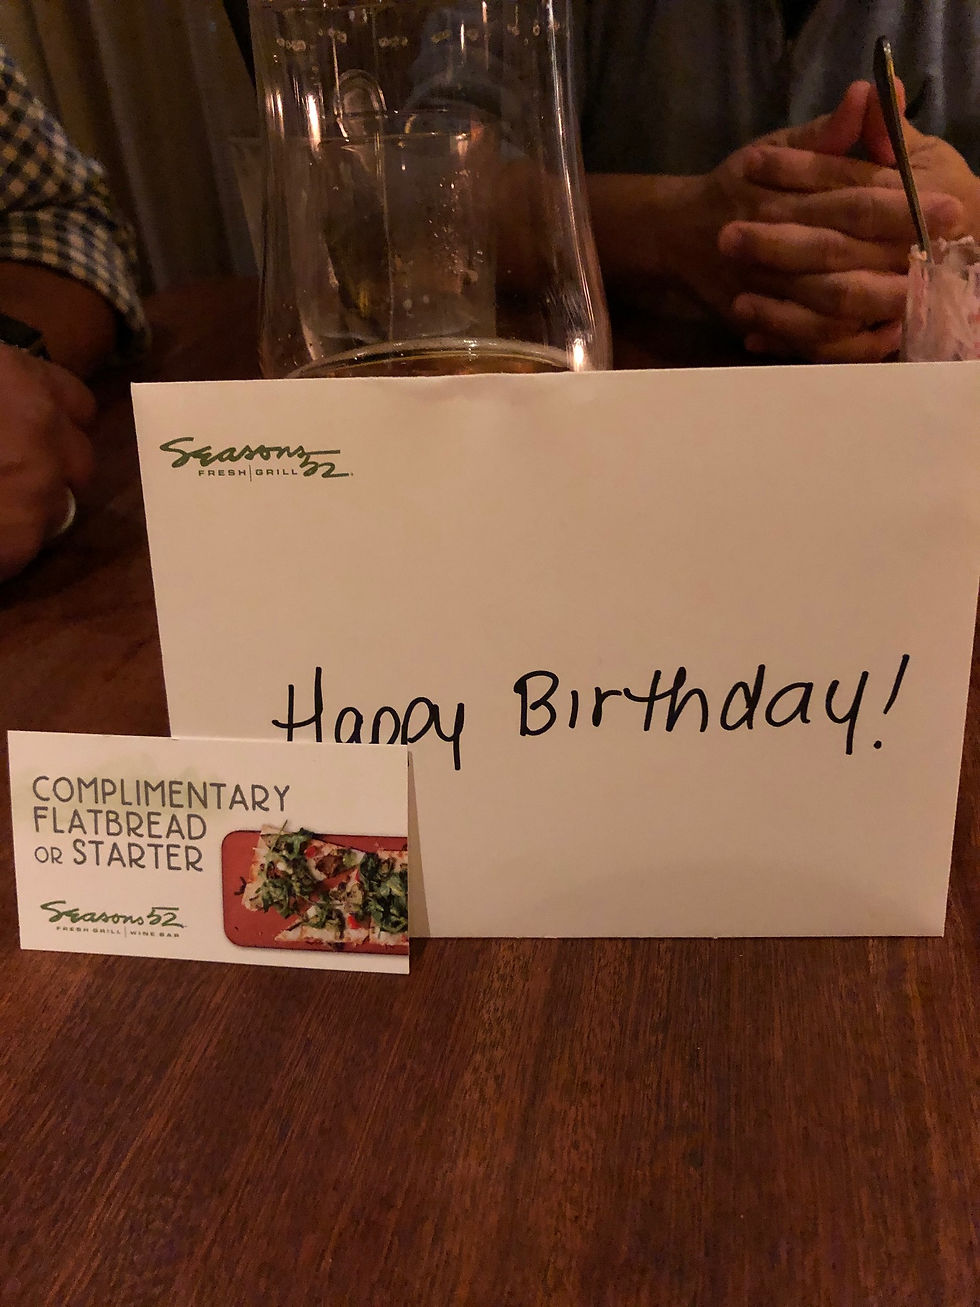 Seasons 52
FRESH GRILL
Happy Birthday!
COMPLIMENTARY
FLATBREAD
OR STARTER
Seasons 52
FRESH GRILL | WINE BAR